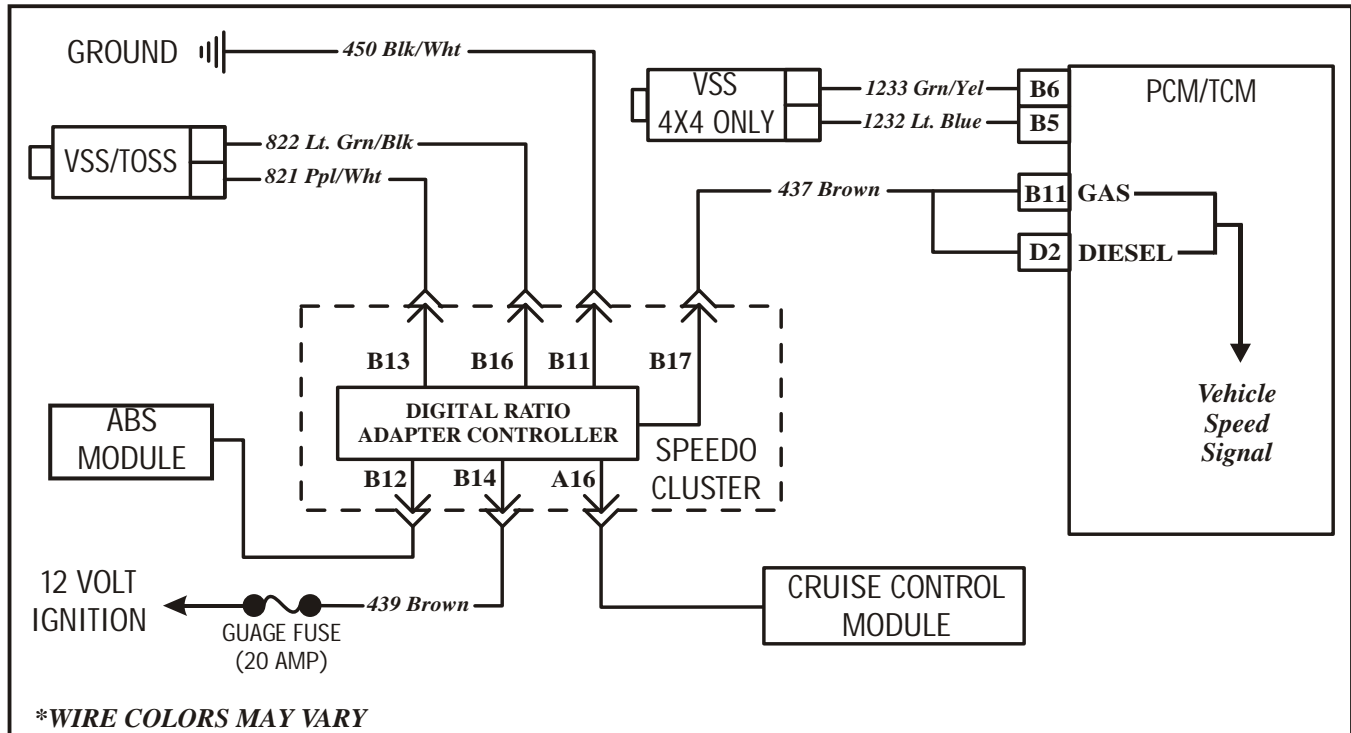 GROUND
450 Blk/Wht
VSS/TOSS
822 Lt. Grn/Blk
821 Ppl/Wht
VSS
4X4 ONLY
1233 Grn/Yel
1232 Lt. Blue
B6
B5
PCM/TCM
437 Brown
B11 GAS
D2 DIESEL
Vehicle
Speed
Signal
B13 B16 B11 B17
DIGITAL RATIO
ADAPTER CONTROLLER
SPEEDO
CLUSTER
B12 B14 A16
ABS
MODULE
12 VOLT
IGNITION
439 Brown
GUAGE FUSE
(20 AMP)
CRUISE CONTROL
MODULE
*WIRE COLORS MAY VARY